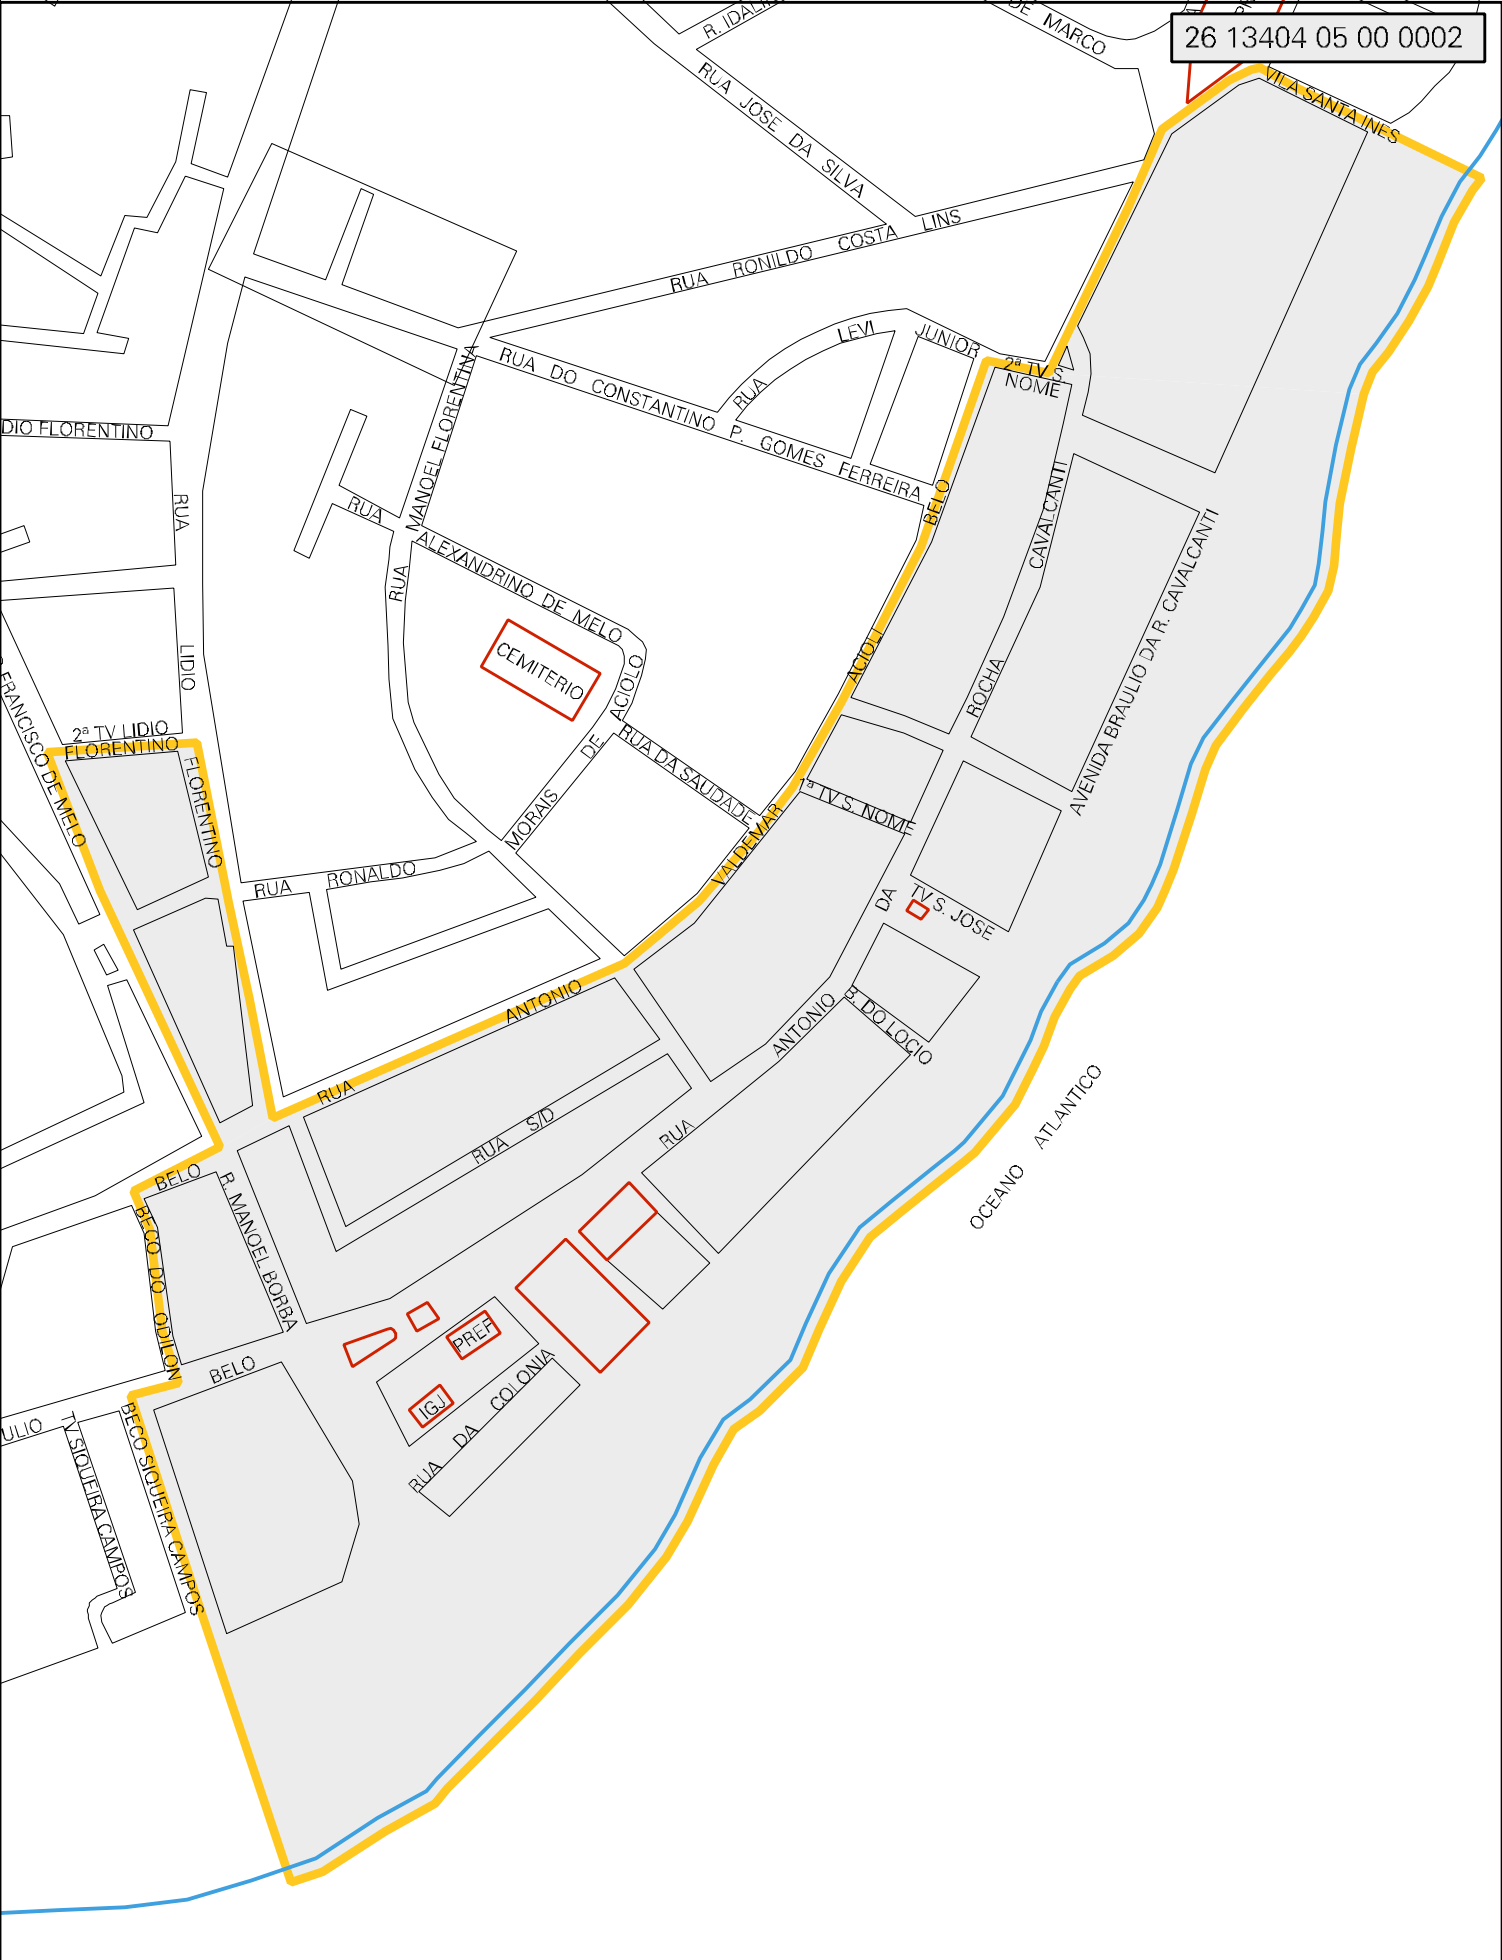 DE MARCO
26 13404 05 00 0002
VILA SANTA INES
RUA JOSE DA SILVA
RUA RONILDO COSTA LINS
RUA LEVI JUNIOR
2ª TV S/
NOME
RUA DO CONSTANTINO P. GOMES FERREIRA
RUA MANOEL FLORENTINA
DIO FLORENTINO
RUA LIDIO FLORENTINO
RUA ALEXANDRINO DE MELO
CEMITERIO
MORAIS DE ACIOLO
RUA DA SAUDADE
FRANCISCO DE MELO
2ª TV LIDIO
FLORENTINO
RUA RONALDO
RUA ANTONIO VALDEMAR ACIOLI BELO
1ª TV S. NOME
RUA ANTONIO DA ROCHA CAVALCANTI
AVENIDA BRAULIO DA R. CAVALCANTI
TV S. JOSE
B. DO LOCIO
RUA S/D
OCEANO ATLANTICO
BELO
BECO DO ODILON
R. MANOEL BORBA
PREF
IGJ
RUA DA COLONIA
ULIO BELO
TV SIQUEIRA CAMPOS
BECO SIQUEIRA CAMPOS